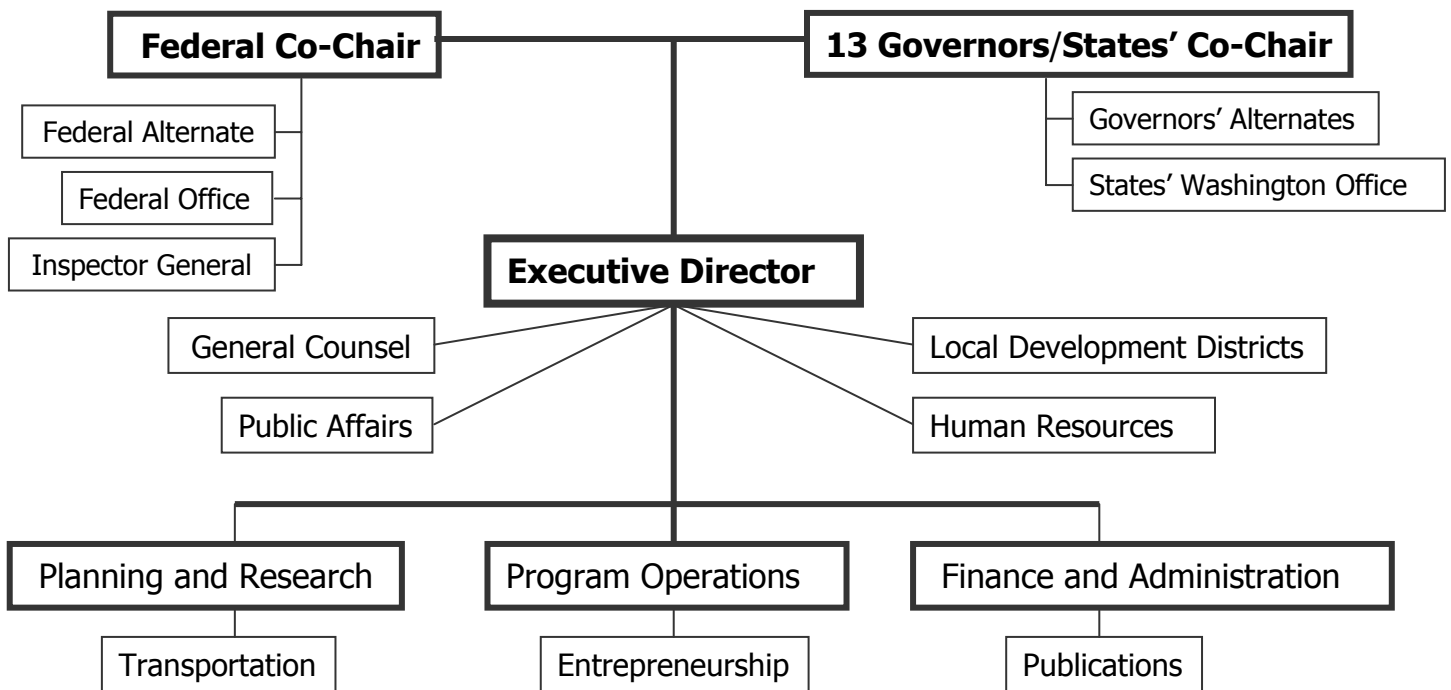 Federal Co-Chair
13 Governors/States’ Co-Chair
Federal Alternate
Governors’ Alternates
Federal Office
States’ Washington Office
Inspector General
Executive Director
General Counsel
Local Development Districts
Public Affairs
Human Resources
Planning and Research
Program Operations
Finance and Administration
Transportation
Entrepreneurship
Publications